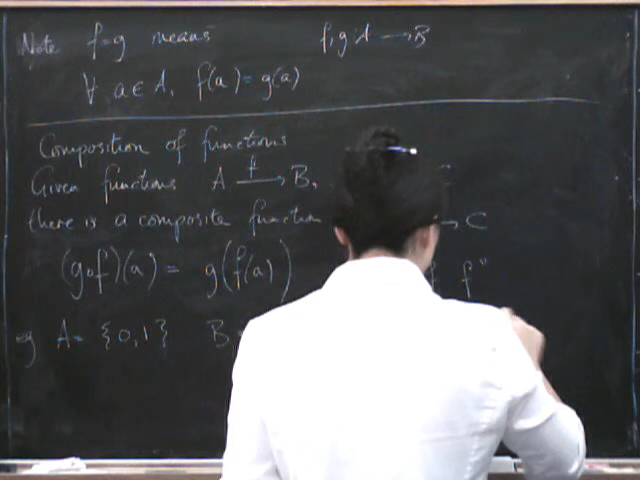 Note f=g means f,g:A → B
∀ a ∈ A, f(a) = g(a)
Composition of functions
Given functions A →f B,
there is a composite function → C
(g∘f)(a) = g(f(a))
f"
eg A = {0,1} B